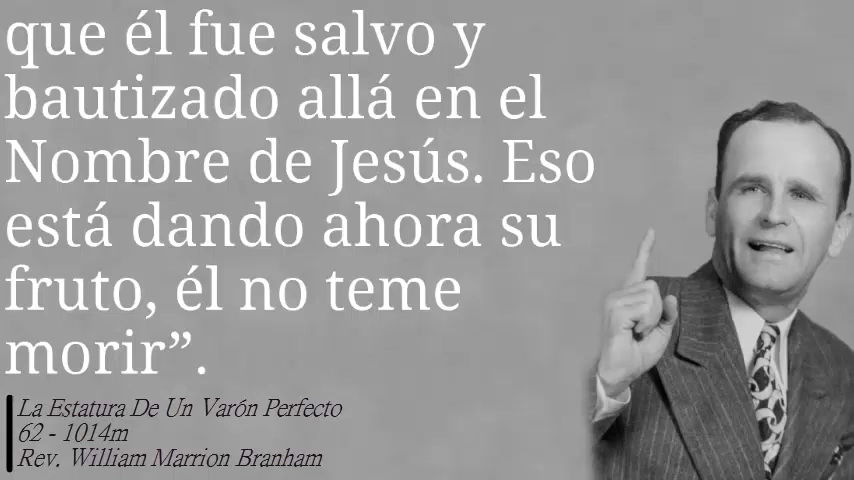 que él fue salvo y
bautizado allá en el
Nombre de Jesús. Eso
está dando ahora su
fruto, él no teme
morir”.
La Estatura De Un Varón Perfecto
62 - 1014m
Rev. William Marrion Branham